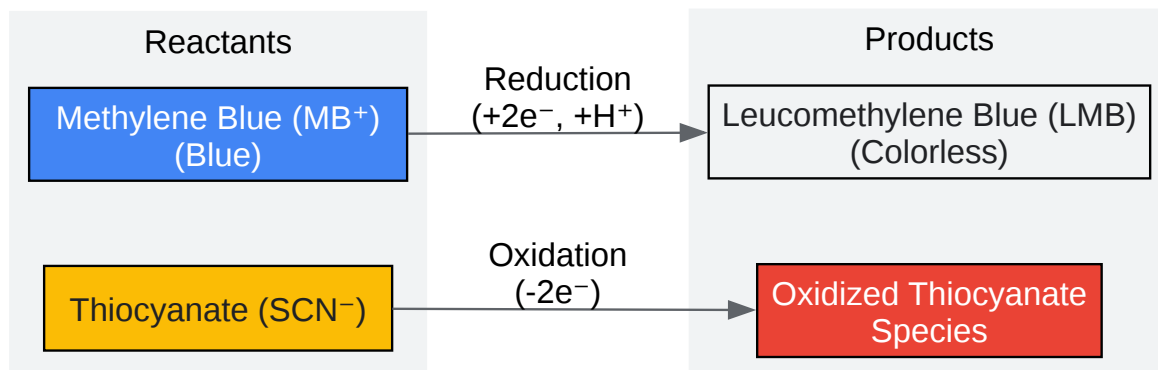 Reactants
Products
Methylene Blue (MB⁺)
(Blue)
Reduction
(+2e⁻, +H⁺)
Leucomethylene Blue (LMB)
(Colorless)
Thiocyanate (SCN⁻)
Oxidation
(-2e⁻)
Oxidized Thiocyanate
Species